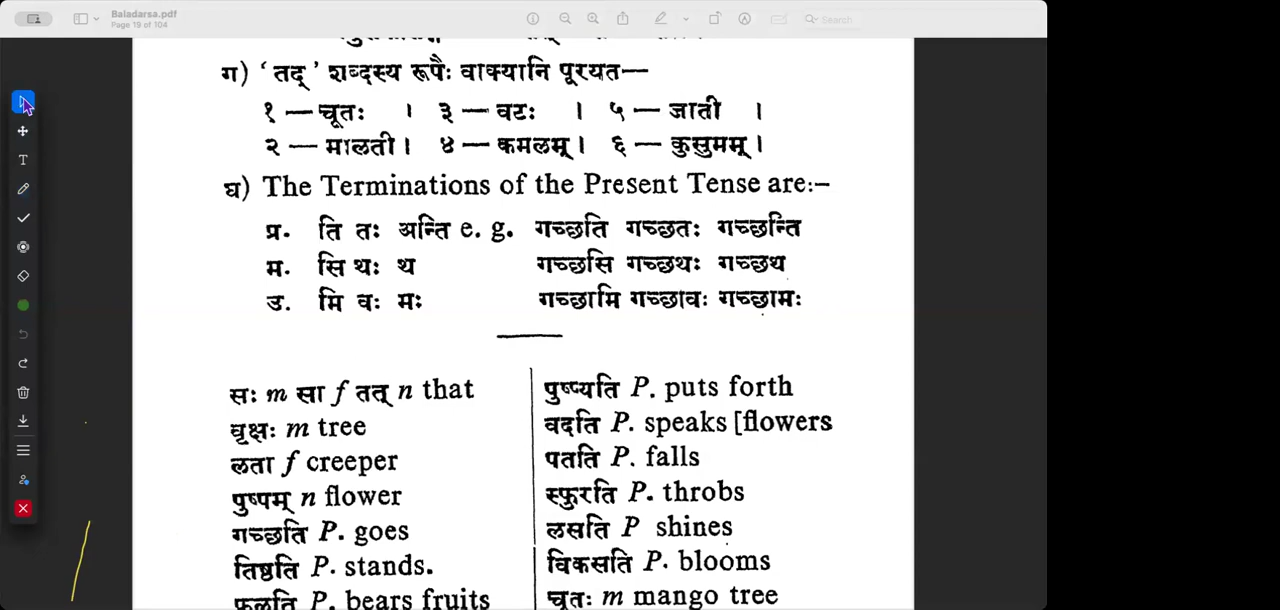 Baladarsa.pdf
Page 19 of 104
Search
ग) ' तद् ' शब्दस्य रूपैः वाक्यानि पूरयत—
१ — चूतः । ३ — वटः । ५ — जाती ।
२ — मालती । ४ — कमलम् । ६ — कुसुमम् ।
घ) The Terminations of the Present Tense are:–
प्र. ति तः अन्ति e. g. गच्छति गच्छतः गच्छन्ति
म. सि थः थ गच्छसि गच्छथः गच्छथ
उ. मि वः मः गच्छामि गच्छावः गच्छामः
सः m सा f तत् n that
वृक्षः m tree
लता f creeper
पुष्पम् n flower
गच्छति P. goes
तिष्ठति P. stands.
फलति P. bears fruits
पुष्प्यति P. puts forth
वदति P. speaks [flowers
पतति P. falls
स्फुरति P. throbs
लसति P shines
विकसति P. blooms
चूतः m mango tree